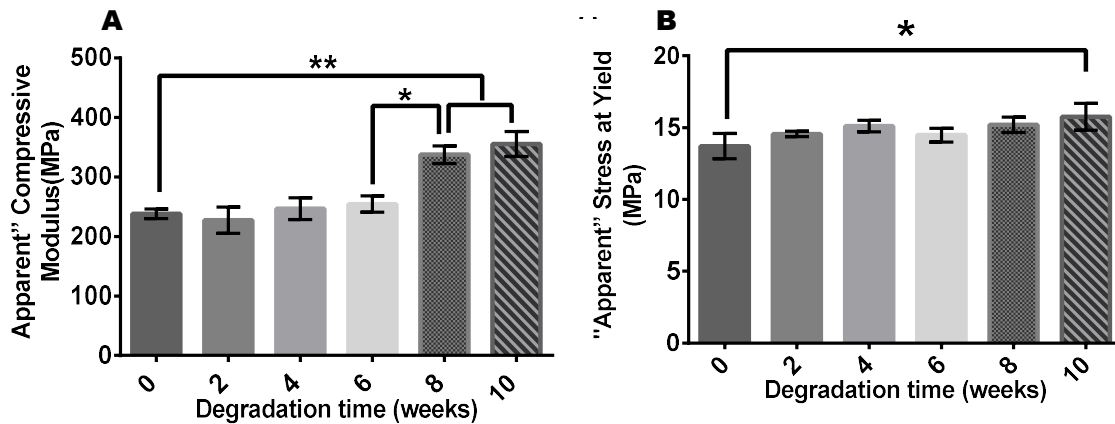 A
Apparent” Compressive
Modulus(MPa)
500
400
300
200
100
0
**
*
0 2 4 6 8 10
Degradation time (weeks)
B
"Apparent” Stress at Yield
(MPa)
20
15
10
5
0
*
0 2 4 6 8 10
Degradation time (weeks)